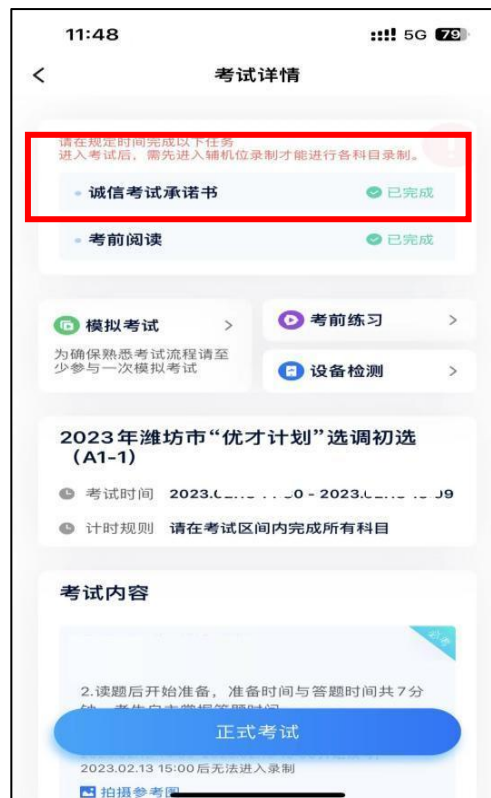 11:48
5G 79
考试详情
请在规定时间完成以下任务
进入考试后，需先进入辅机位录制才能进行各科目录制。
诚信考试承诺书 已完成
考前阅读 已完成
模拟考试
考前练习
为确保熟悉考试流程请至
少参与一次模拟考试
设备检测
2023年潍坊市“优才计划”选调初选
（A1-1）
考试时间 2023. 0 - 2023. 09
计时规则 请在考试区间内完成所有科目
考试内容
必考
2.读题后开始准备，准备时间与答题时间共7分
正式考试
2023.02.13 15:00后无法进入录制
拍摄参考图